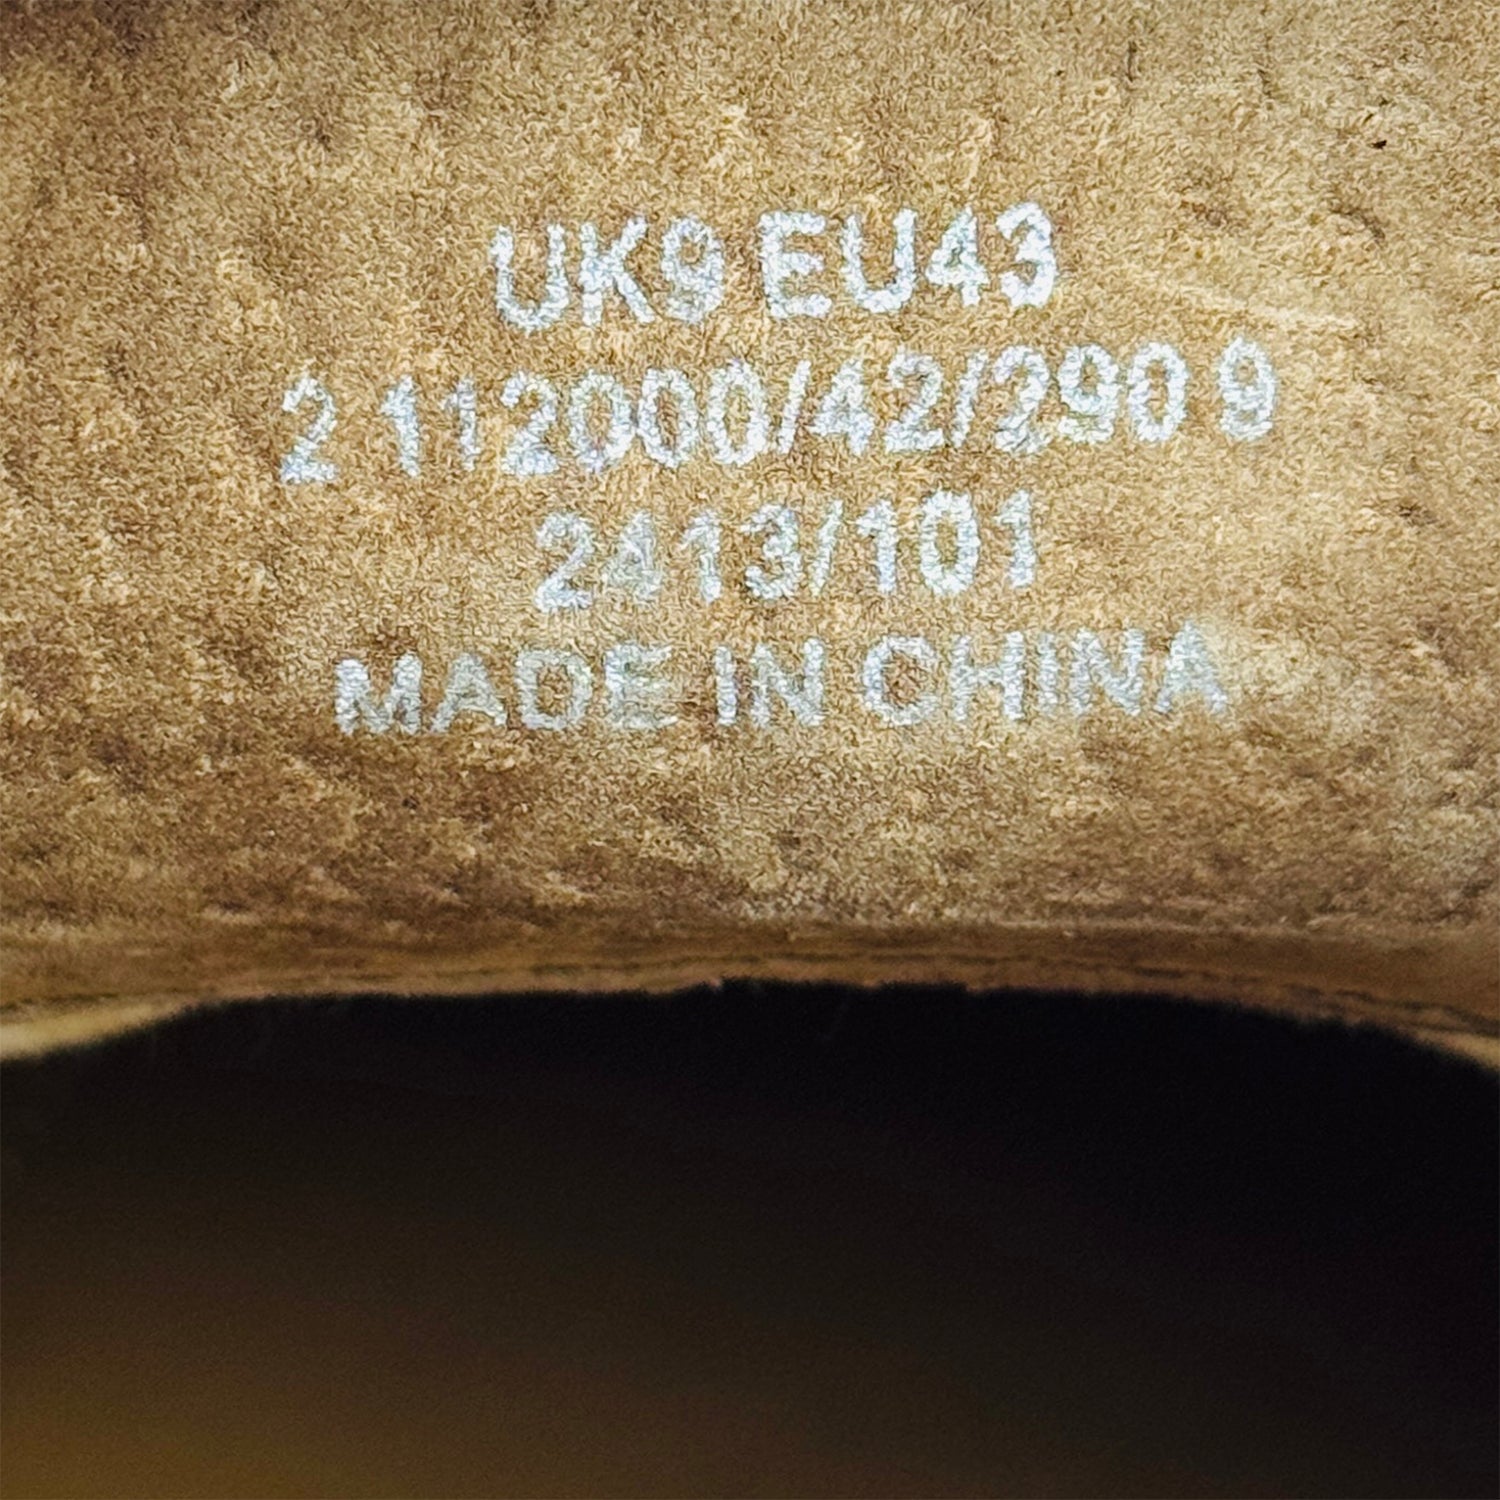 UK9 EU43
2 112000/42/290 9
2413/101
MADE IN CHINA